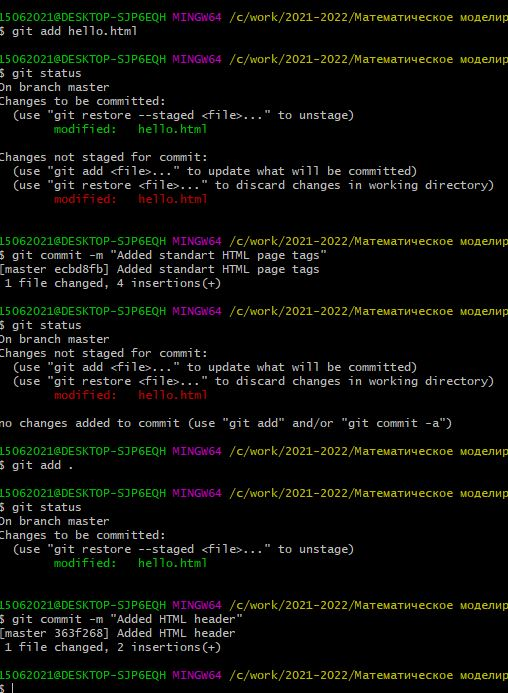 15062021@DESKTOP-SJP6EQH MINGW64 /c/work/2021-2022/Математическое моделир
$ git add hello.html
15062021@DESKTOP-SJP6EQH MINGW64 /c/work/2021-2022/Математическое моделир
$ git status
On branch master
Changes to be committed:
  (use "git restore --staged <file>..." to unstage)
        modified:   hello.html
Changes not staged for commit:
  (use "git add <file>..." to update what will be committed)
  (use "git restore <file>..." to discard changes in working directory)
        modified:   hello.html
15062021@DESKTOP-SJP6EQH MINGW64 /c/work/2021-2022/Математическое моделир
$ git commit -m "Added standart HTML page tags"
[master ecbd8fb] Added standart HTML page tags
 1 file changed, 4 insertions(+)
15062021@DESKTOP-SJP6EQH MINGW64 /c/work/2021-2022/Математическое моделир
$ git status
On branch master
Changes not staged for commit:
  (use "git add <file>..." to update what will be committed)
  (use "git restore <file>..." to discard changes in working directory)
        modified:   hello.html
no changes added to commit (use "git add" and/or "git commit -a")
15062021@DESKTOP-SJP6EQH MINGW64 /c/work/2021-2022/Математическое моделир
$ git add .
15062021@DESKTOP-SJP6EQH MINGW64 /c/work/2021-2022/Математическое моделир
$ git status
On branch master
Changes to be committed:
  (use "git restore --staged <file>..." to unstage)
        modified:   hello.html
15062021@DESKTOP-SJP6EQH MINGW64 /c/work/2021-2022/Математическое моделир
$ git commit -m "Added HTML header"
[master 363f268] Added HTML header
 1 file changed, 2 insertions(+)
15062021@DESKTOP-SJP6EQH MINGW64 /c/work/2021-2022/Математическое моделир
$